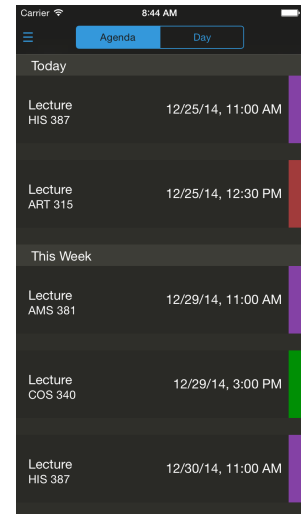 Carrier 8:44 AM
Agenda Day
Today
Lecture
HIS 387
12/25/14, 11:00 AM
Lecture
ART 315
12/25/14, 12:30 PM
This Week
Lecture
AMS 381
12/29/14, 11:00 AM
Lecture
COS 340
12/29/14, 3:00 PM
Lecture
HIS 387
12/30/14, 11:00 AM